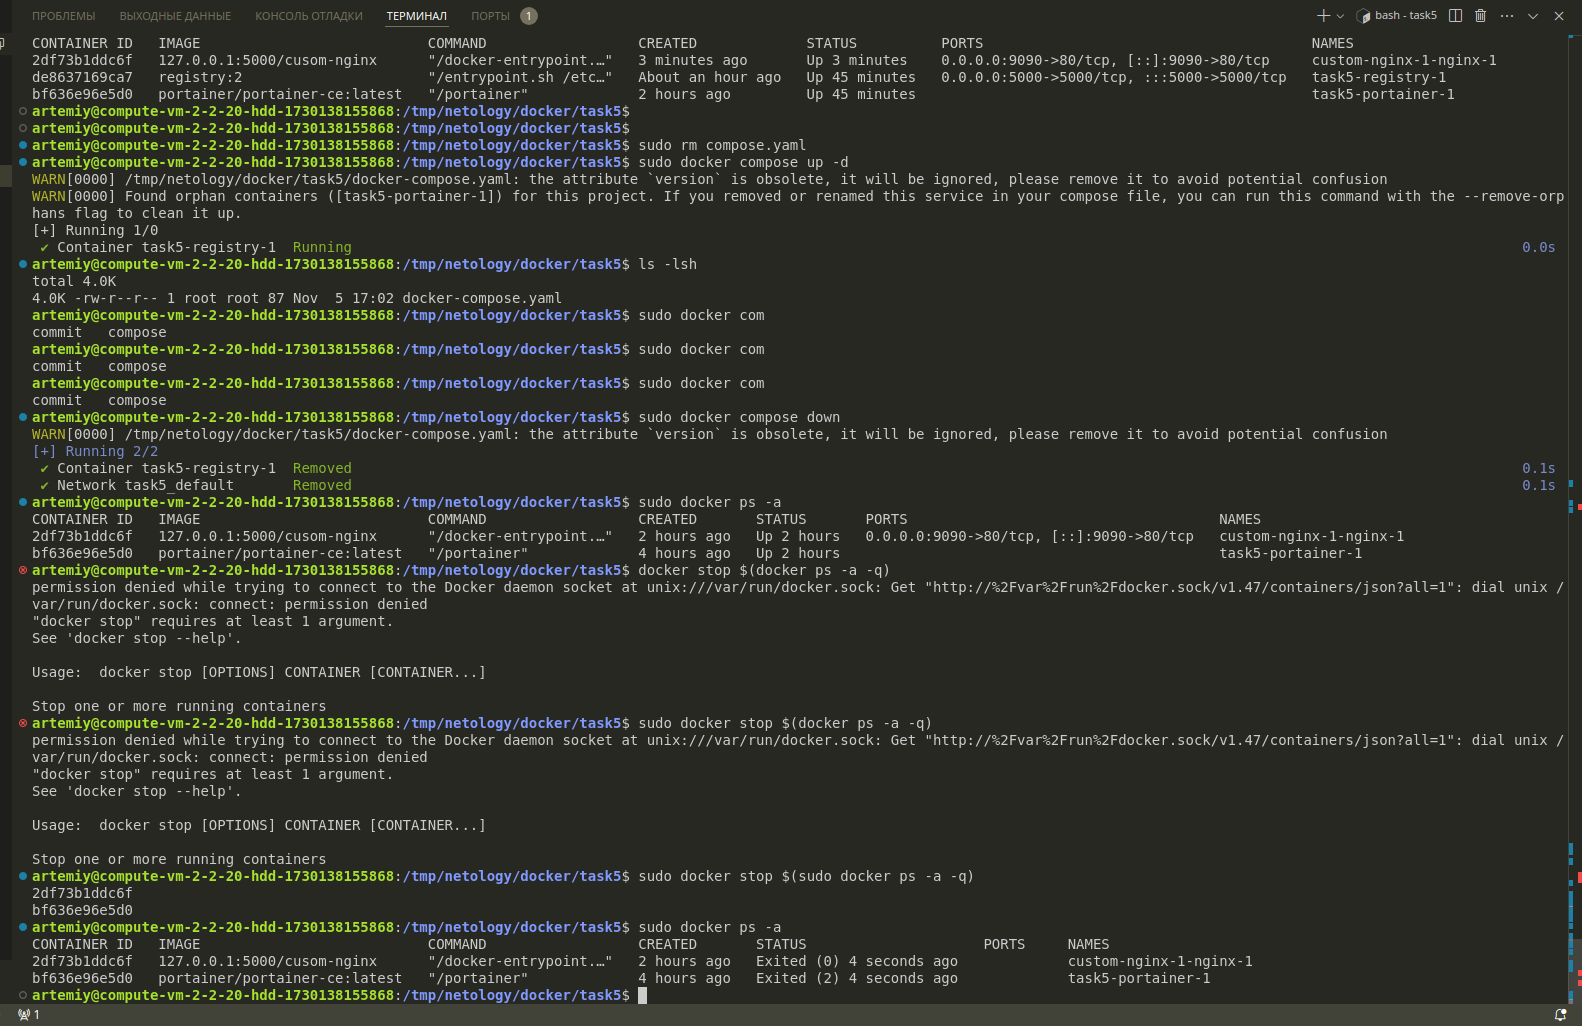 ПРОБЛЕМЫ ВЫХОДНЫЕ ДАННЫЕ КОНСОЛЬ ОТЛАДКИ ТЕРМИНАЛ ПОРТЫ 1 bash - task5
CONTAINER ID IMAGE COMMAND CREATED STATUS PORTS NAMES
2df73b1ddc6f 127.0.0.1:5000/cusom-nginx "/docker-entrypoint.…" 3 minutes ago Up 3 minutes 0.0.0.0:9090->80/tcp, [::]:9090->80/tcp custom-nginx-1-nginx-1
de8637169ca7 registry:2 "/entrypoint.sh /etc…" About an hour ago Up 45 minutes 0.0.0.0:5000->5000/tcp, :::5000->5000/tcp task5-registry-1
bf636e96e5d0 portainer/portainer-ce:latest "/portainer" 2 hours ago Up 45 minutes task5-portainer-1
artemiy@compute-vm-2-2-20-hdd-1730138155868:/tmp/netology/docker/task5$
artemiy@compute-vm-2-2-20-hdd-1730138155868:/tmp/netology/docker/task5$
artemiy@compute-vm-2-2-20-hdd-1730138155868:/tmp/netology/docker/task5$ sudo rm compose.yaml
artemiy@compute-vm-2-2-20-hdd-1730138155868:/tmp/netology/docker/task5$ sudo docker compose up -d
WARN[0000] /tmp/netology/docker/task5/docker-compose.yaml: the attribute `version` is obsolete, it will be ignored, please remove it to avoid potential confusion
WARN[0000] Found orphan containers ([task5-portainer-1]) for this project. If you removed or renamed this service in your compose file, you can run this command with the --remove-orp
hans flag to clean it up.
[+] Running 1/0
✔ Container task5-registry-1 Running 0.0s
artemiy@compute-vm-2-2-20-hdd-1730138155868:/tmp/netology/docker/task5$ ls -lsh
total 4.0K
4.0K -rw-r--r-- 1 root root 87 Nov 5 17:02 docker-compose.yaml
artemiy@compute-vm-2-2-20-hdd-1730138155868:/tmp/netology/docker/task5$ sudo docker com
commit compose
artemiy@compute-vm-2-2-20-hdd-1730138155868:/tmp/netology/docker/task5$ sudo docker com
commit compose
artemiy@compute-vm-2-2-20-hdd-1730138155868:/tmp/netology/docker/task5$ sudo docker com
commit compose
artemiy@compute-vm-2-2-20-hdd-1730138155868:/tmp/netology/docker/task5$ sudo docker compose down
WARN[0000] /tmp/netology/docker/task5/docker-compose.yaml: the attribute `version` is obsolete, it will be ignored, please remove it to avoid potential confusion
[+] Running 2/2
✔ Container task5-registry-1 Removed 0.1s
✔ Network task5_default Removed 0.1s
artemiy@compute-vm-2-2-20-hdd-1730138155868:/tmp/netology/docker/task5$ sudo docker ps -a
CONTAINER ID IMAGE COMMAND CREATED STATUS PORTS NAMES
2df73b1ddc6f 127.0.0.1:5000/cusom-nginx "/docker-entrypoint.…" 2 hours ago Up 2 hours 0.0.0.0:9090->80/tcp, [::]:9090->80/tcp custom-nginx-1-nginx-1
bf636e96e5d0 portainer/portainer-ce:latest "/portainer" 4 hours ago Up 2 hours task5-portainer-1
artemiy@compute-vm-2-2-20-hdd-1730138155868:/tmp/netology/docker/task5$ docker stop $(docker ps -a -q)
permission denied while trying to connect to the Docker daemon socket at unix:///var/run/docker.sock: Get "http://%2Fvar%2Frun%2Fdocker.sock/v1.47/containers/json?all=1": dial unix /
var/run/docker.sock: connect: permission denied
"docker stop" requires at least 1 argument.
See 'docker stop --help'.
Usage: docker stop [OPTIONS] CONTAINER [CONTAINER...]
Stop one or more running containers
artemiy@compute-vm-2-2-20-hdd-1730138155868:/tmp/netology/docker/task5$ sudo docker stop $(docker ps -a -q)
permission denied while trying to connect to the Docker daemon socket at unix:///var/run/docker.sock: Get "http://%2Fvar%2Frun%2Fdocker.sock/v1.47/containers/json?all=1": dial unix /
var/run/docker.sock: connect: permission denied
"docker stop" requires at least 1 argument.
See 'docker stop --help'.
Usage: docker stop [OPTIONS] CONTAINER [CONTAINER...]
Stop one or more running containers
artemiy@compute-vm-2-2-20-hdd-1730138155868:/tmp/netology/docker/task5$ sudo docker stop $(sudo docker ps -a -q)
2df73b1ddc6f
bf636e96e5d0
artemiy@compute-vm-2-2-20-hdd-1730138155868:/tmp/netology/docker/task5$ sudo docker ps -a
CONTAINER ID IMAGE COMMAND CREATED STATUS PORTS NAMES
2df73b1ddc6f 127.0.0.1:5000/cusom-nginx "/docker-entrypoint.…" 2 hours ago Exited (0) 4 seconds ago custom-nginx-1-nginx-1
bf636e96e5d0 portainer/portainer-ce:latest "/portainer" 4 hours ago Exited (2) 4 seconds ago task5-portainer-1
artemiy@compute-vm-2-2-20-hdd-1730138155868:/tmp/netology/docker/task5$
1